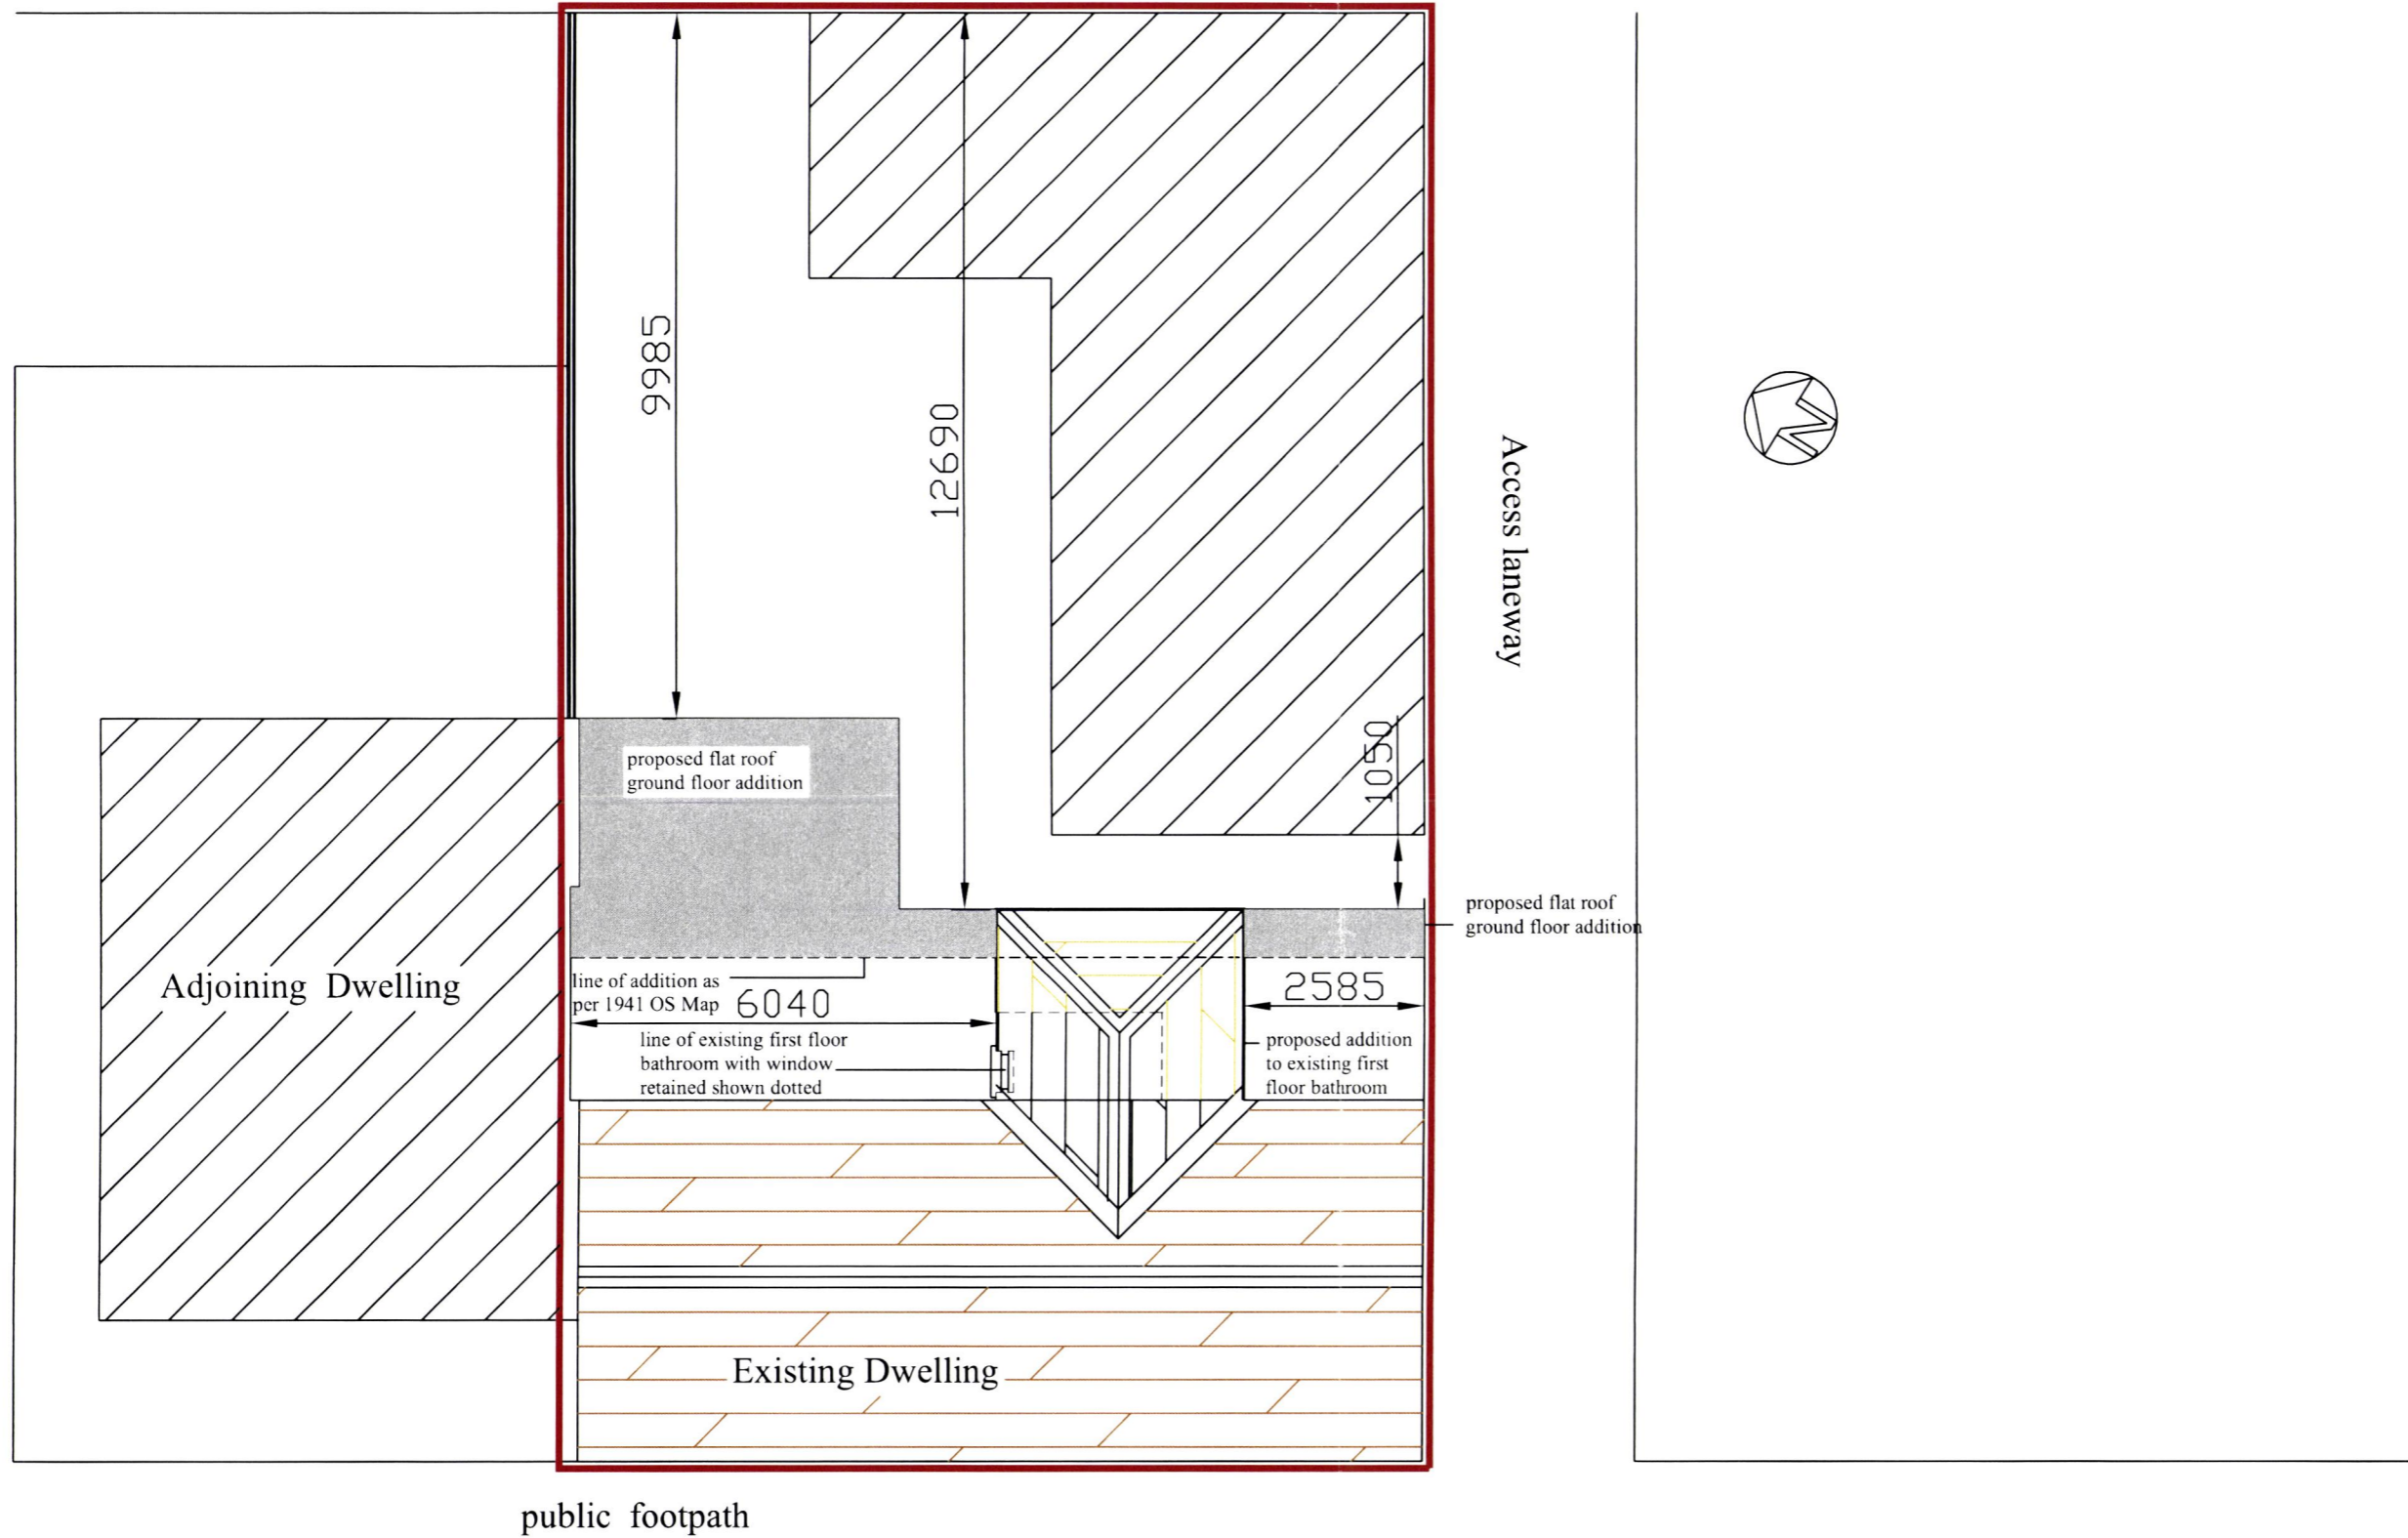 9985
12690
Access laneway
1050
proposed flat roof
ground floor addition
proposed flat roof
ground floor addition
Adjoining Dwelling
line of addition as
per 1941 OS Map
6040
2585
line of existing first floor
bathroom with window
retained shown dotted
proposed addition
to existing first
floor bathroom
Existing Dwelling
public footpath
N